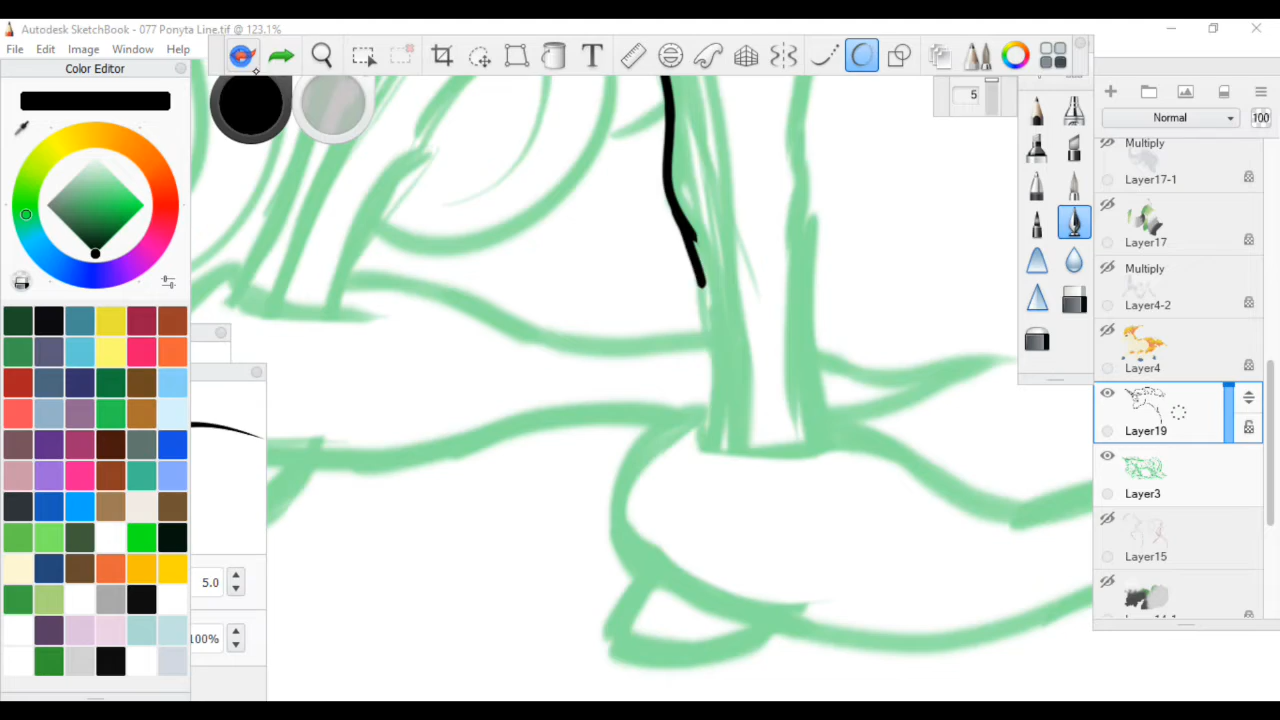 Autodesk SketchBook - 077 Ponyta Line.tif @ 123.1%
File Edit Image Window Help
Color Editor
T
5
Normal 100
Multiply
Layer17-1
Layer17
Multiply
Layer4-2
Layer4
Layer19
Layer3
Layer15
5.0
100%